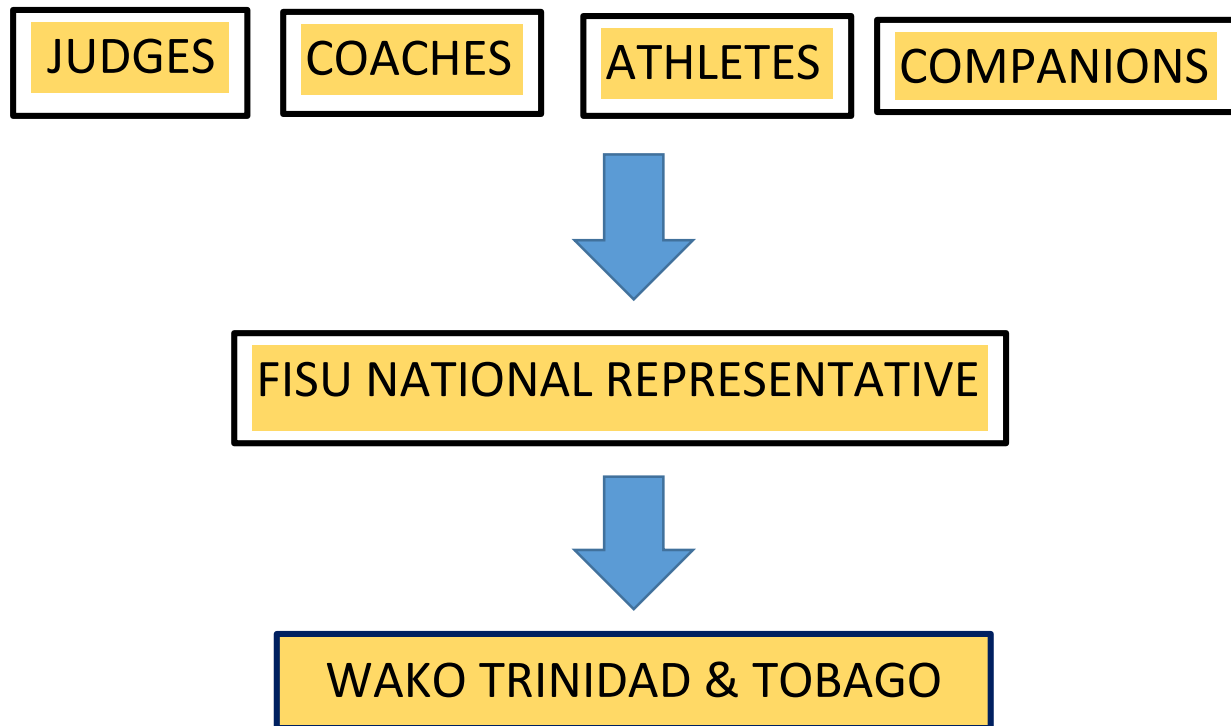 JUDGES
COACHES
ATHLETES
COMPANIONS
FISU NATIONAL REPRESENTATIVE
WAKO TRINIDAD & TOBAGO